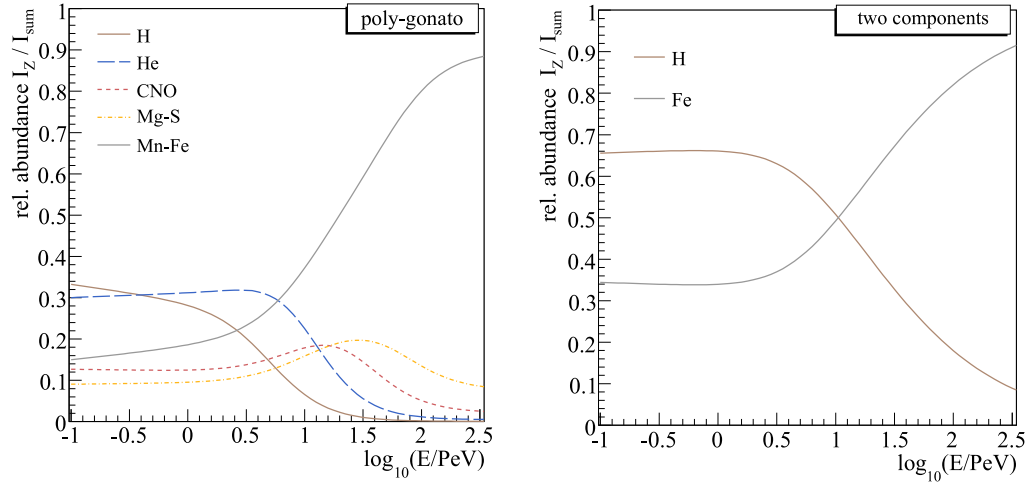 poly-gonato
rel. abundance I_Z / I_sum
1
0.9
0.8
0.7
0.6
0.5
0.4
0.3
0.2
0.1
0
H
He
CNO
Mg-S
Mn-Fe
-1 -0.5 0 0.5 1 1.5 2 2.5
log_10(E/PeV)
two components
rel. abundance I_Z / I_sum
1
0.9
0.8
0.7
0.6
0.5
0.4
0.3
0.2
0.1
0
H
Fe
-1 -0.5 0 0.5 1 1.5 2 2.5
log_10(E/PeV)